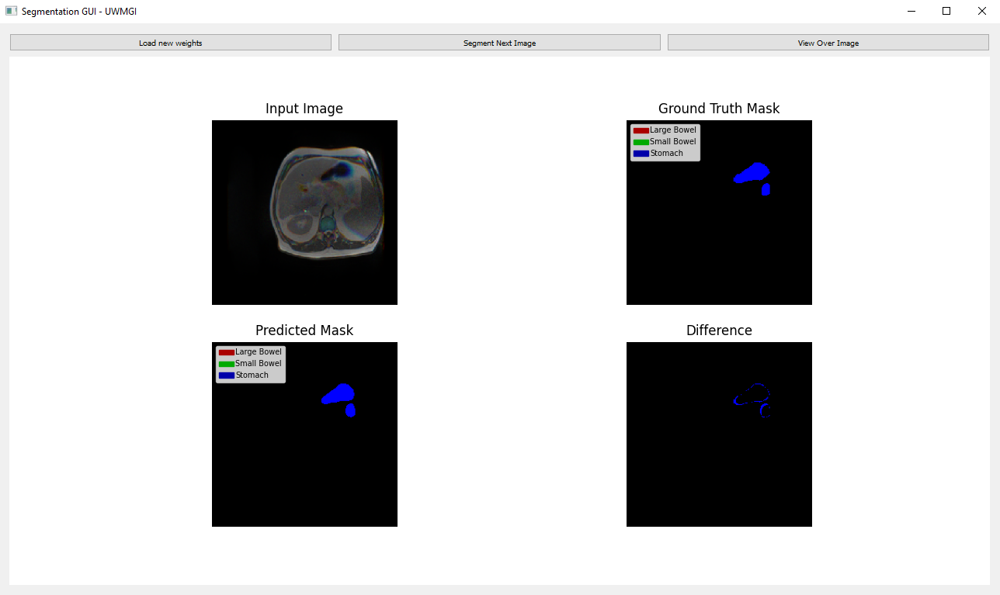 Segmentation GUI - UWMGI
Load new weights
Segment Next Image
View Over Image
Input Image
Ground Truth Mask
Large Bowel
Small Bowel
Stomach
Predicted Mask
Large Bowel
Small Bowel
Stomach
Difference